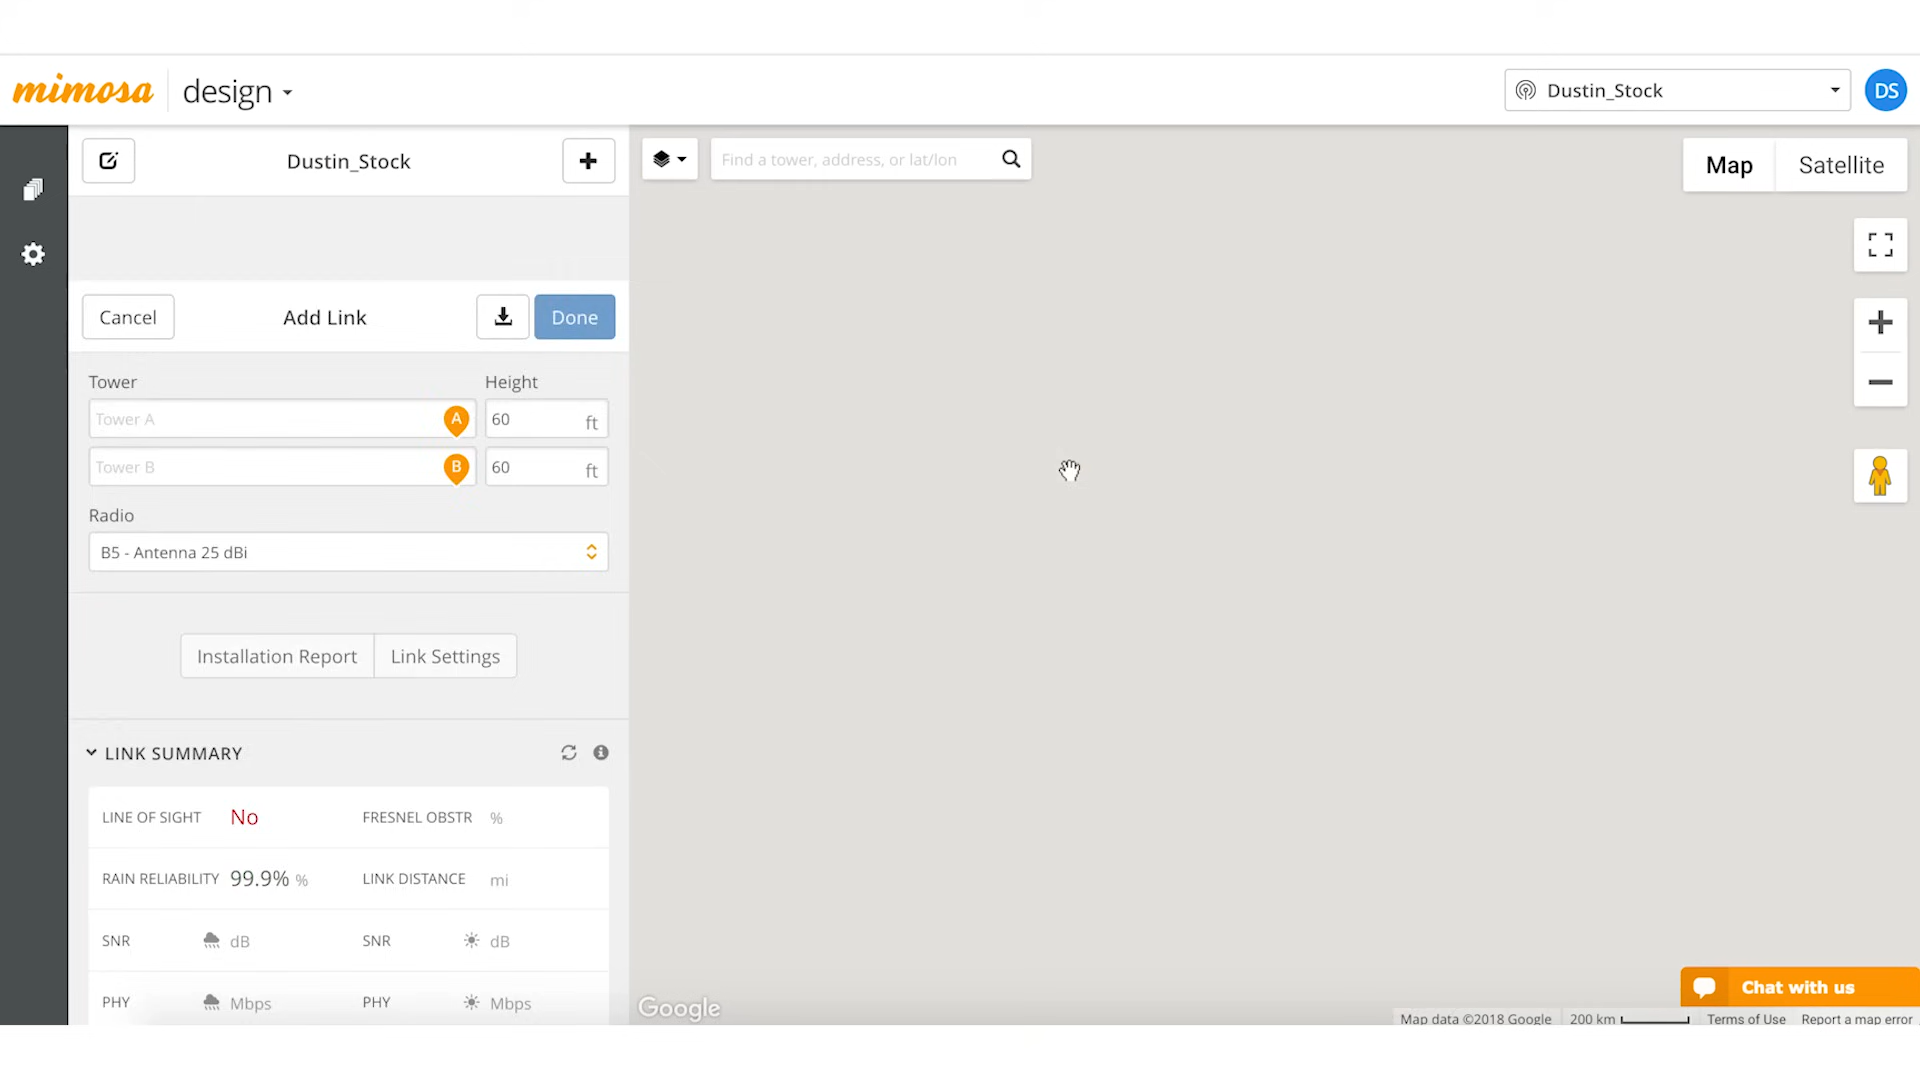 mimosa design
Dustin_Stock
DS
Dustin_Stock
Find a tower, address, or lat/lon
Map
Satellite
Cancel
Add Link
Done
Tower
Height
Tower A
A
60
ft
Tower B
B
60
ft
Radio
B5 - Antenna 25 dBi
Installation Report
Link Settings
LINK SUMMARY
LINE OF SIGHT No
FRESNEL OBSTR %
RAIN RELIABILITY 99.9% %
LINK DISTANCE mi
SNR dB
SNR dB
PHY Mbps
PHY Mbps
Google
Chat with us
Map data ©2018 Google
200 km
Terms of Use
Report a map error